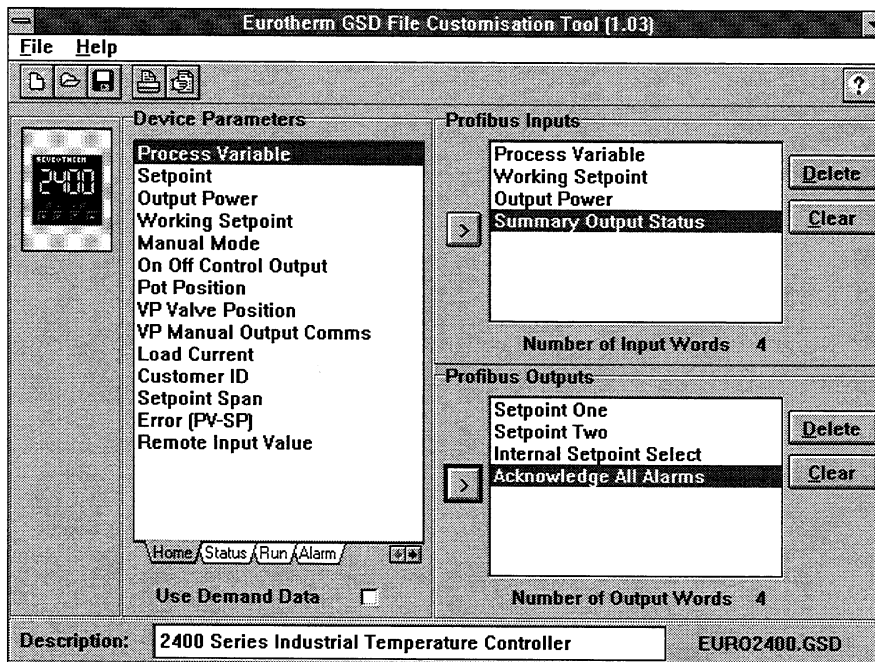 Eurotherm GSD File Customisation Tool (1.03)
File Help
?
Device Parameters
Process Variable
Setpoint
Output Power
Working Setpoint
Manual Mode
On Off Control Output
Pot Position
VP Valve Position
VP Manual Output Comms
Load Current
Customer ID
Setpoint Span
Error (PV-SP)
Remote Input Value
Home Status Run Alarm
Use Demand Data
Profibus Inputs
>
Process Variable
Working Setpoint
Output Power
Summary Output Status
Delete
Clear
Number of Input Words 4
Profibus Outputs
>
Setpoint One
Setpoint Two
Internal Setpoint Select
Acknowledge All Alarms
Delete
Clear
Number of Output Words 4
EUROTHERM
2400
Description: 2400 Series Industrial Temperature Controller EURO2400.GSD